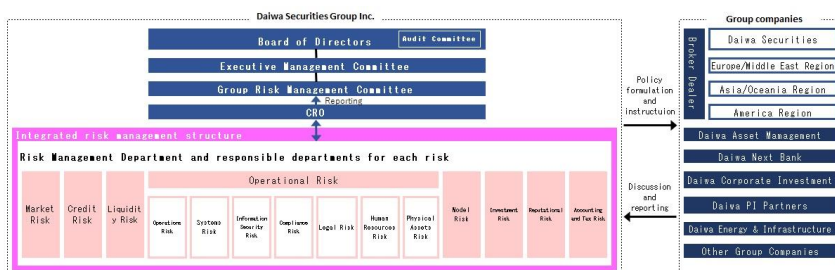 Daiwa Securities Group Inc.
Board of Directors
Audit Committee
Executive Management Committee
Group Risk Management Committee
Reporting
CRO
Integrated risk management structure
Risk Management Department and responsible departments for each risk
Market
Risk
Credit
Risk
Liquidit
y Risk
Operational Risk
Operations
Risk
Systems
Risk
Information
Security
Risk
Compliance
Risk
Legal Risk
Human
Resources
Risk
Physical
Assets
Risk
Model
Risk
Investment
Risk
Reputational
Risk
Accounting
and Tax Risk
Policy
formulation
and
instructuion
Discussion
and
reporting
Group companies
Broker Dealer
Daiwa Securities
Europe/Middle East Region
Asia/Oceania Region
America Region
Daiwa Asset Management
Daiwa Next Bank
Daiwa Corporate Investment
Daiwa PI Partners
Daiwa Energy & Infrastructure
Other Group Companies